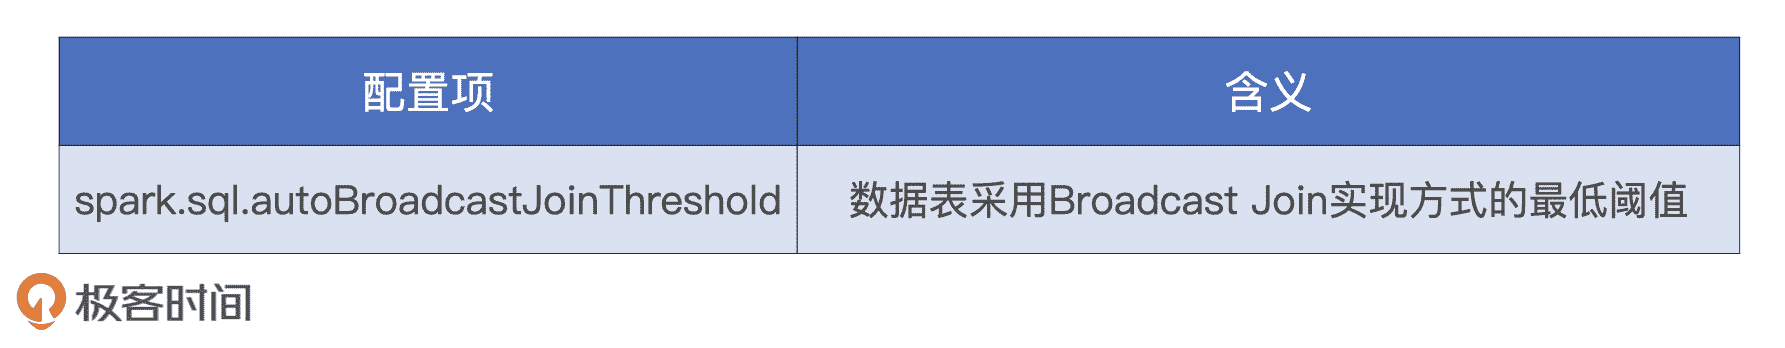 配置项
含义
spark.sql.autoBroadcastJoinThreshold
数据表采用Broadcast Join实现方式的最低阈值
极客时间